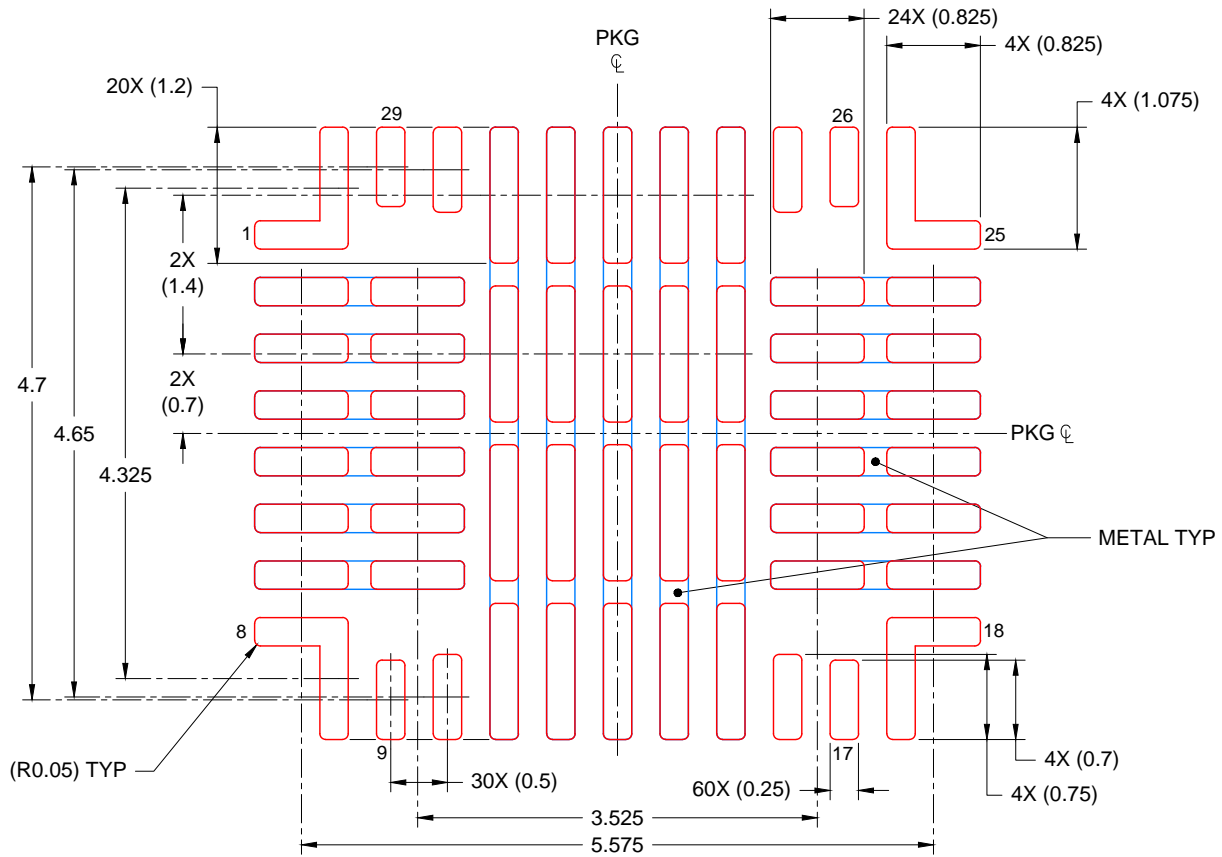 24X (0.825)
PKG
℄
4X (0.825)
20X (1.2)
29
26
4X (1.075)
1
25
2X
(1.4)
4.7
2X
(0.7)
4.65
PKG ℄
4.325
METAL TYP
8
18
9
17
(R0.05) TYP
30X (0.5)
60X (0.25)
4X (0.7)
4X (0.75)
3.525
5.575